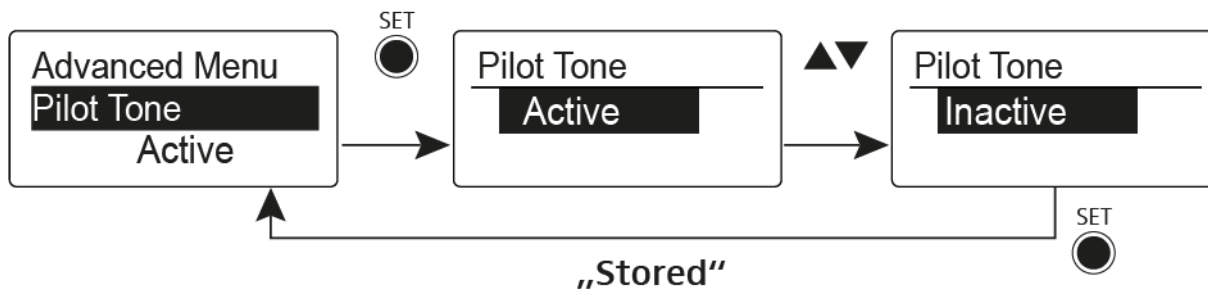 SET
Advanced Menu
Pilot Tone
Active
Pilot Tone
Active
▲▼
Pilot Tone
Inactive
SET
„Stored“